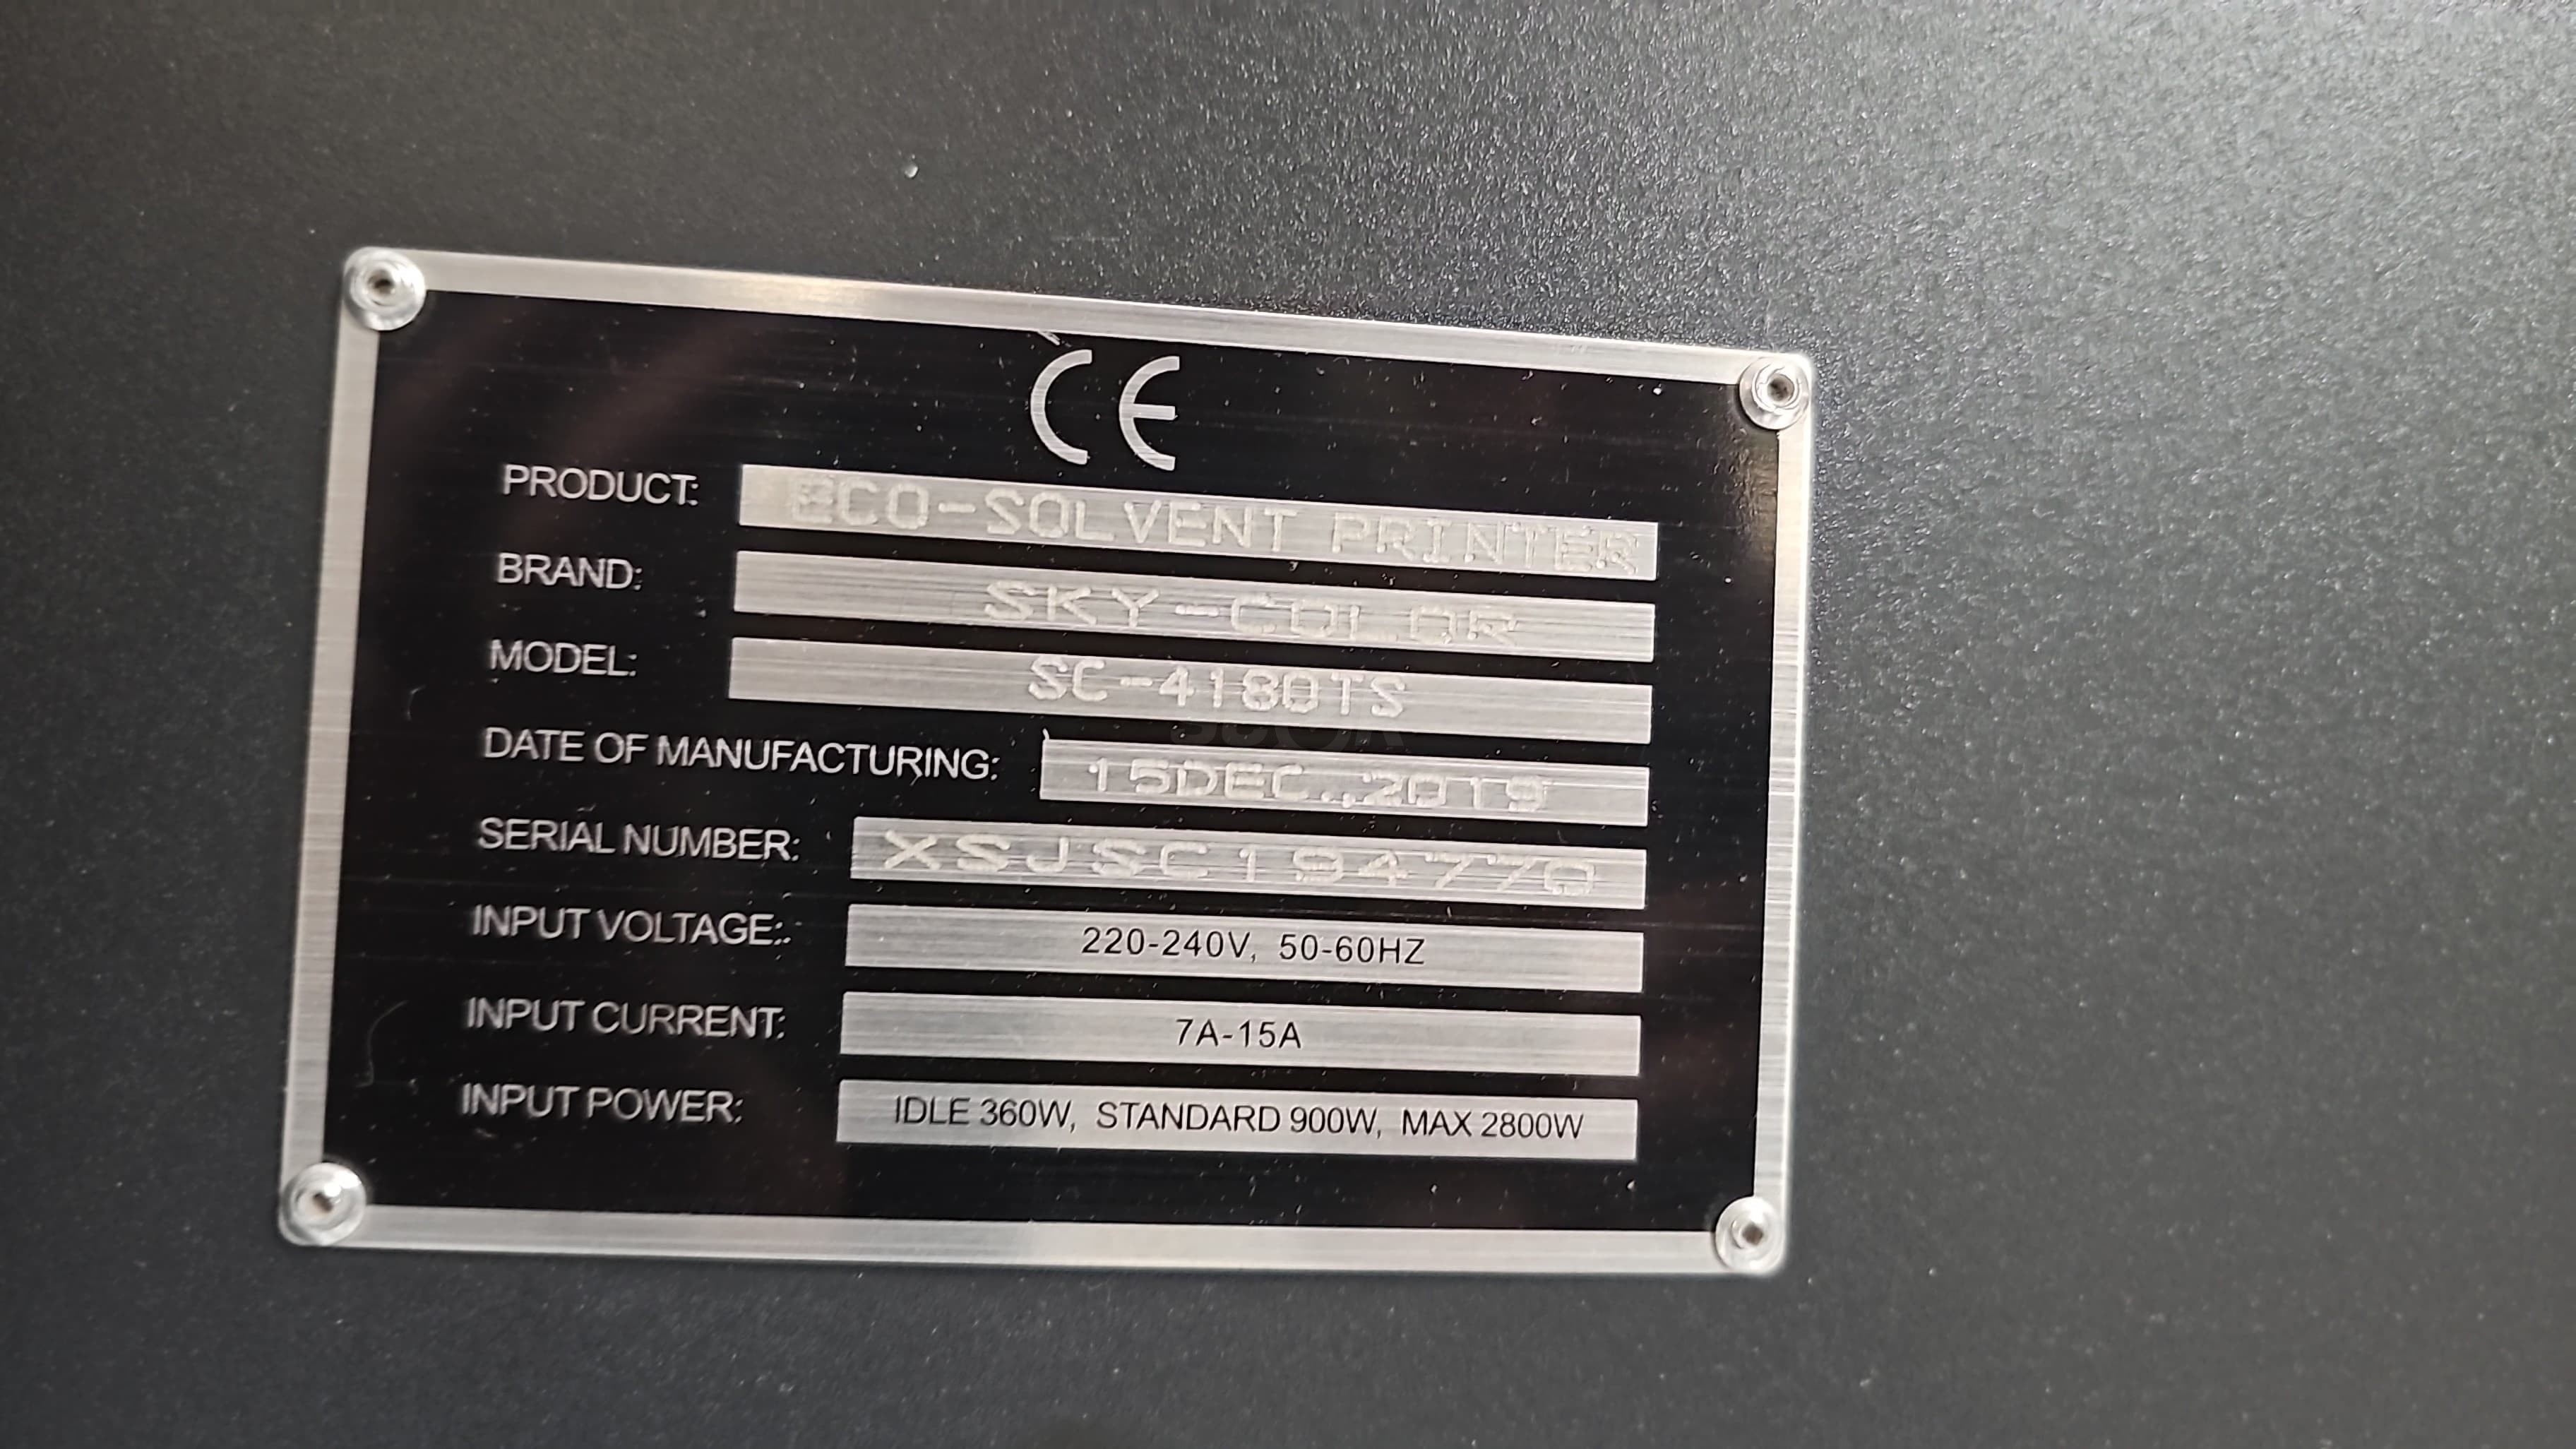 CE
PRODUCT: ECO-SOLVENT PRINTER
BRAND: SKY-COLOR
MODEL: SC-4180TS
DATE OF MANUFACTURING: 15DEC.,2019
SERIAL NUMBER: XSJSC194770
INPUT VOLTAGE: 220-240V, 50-60HZ
INPUT CURRENT: 7A-15A
INPUT POWER: IDLE 360W, STANDARD 900W, MAX 2800W